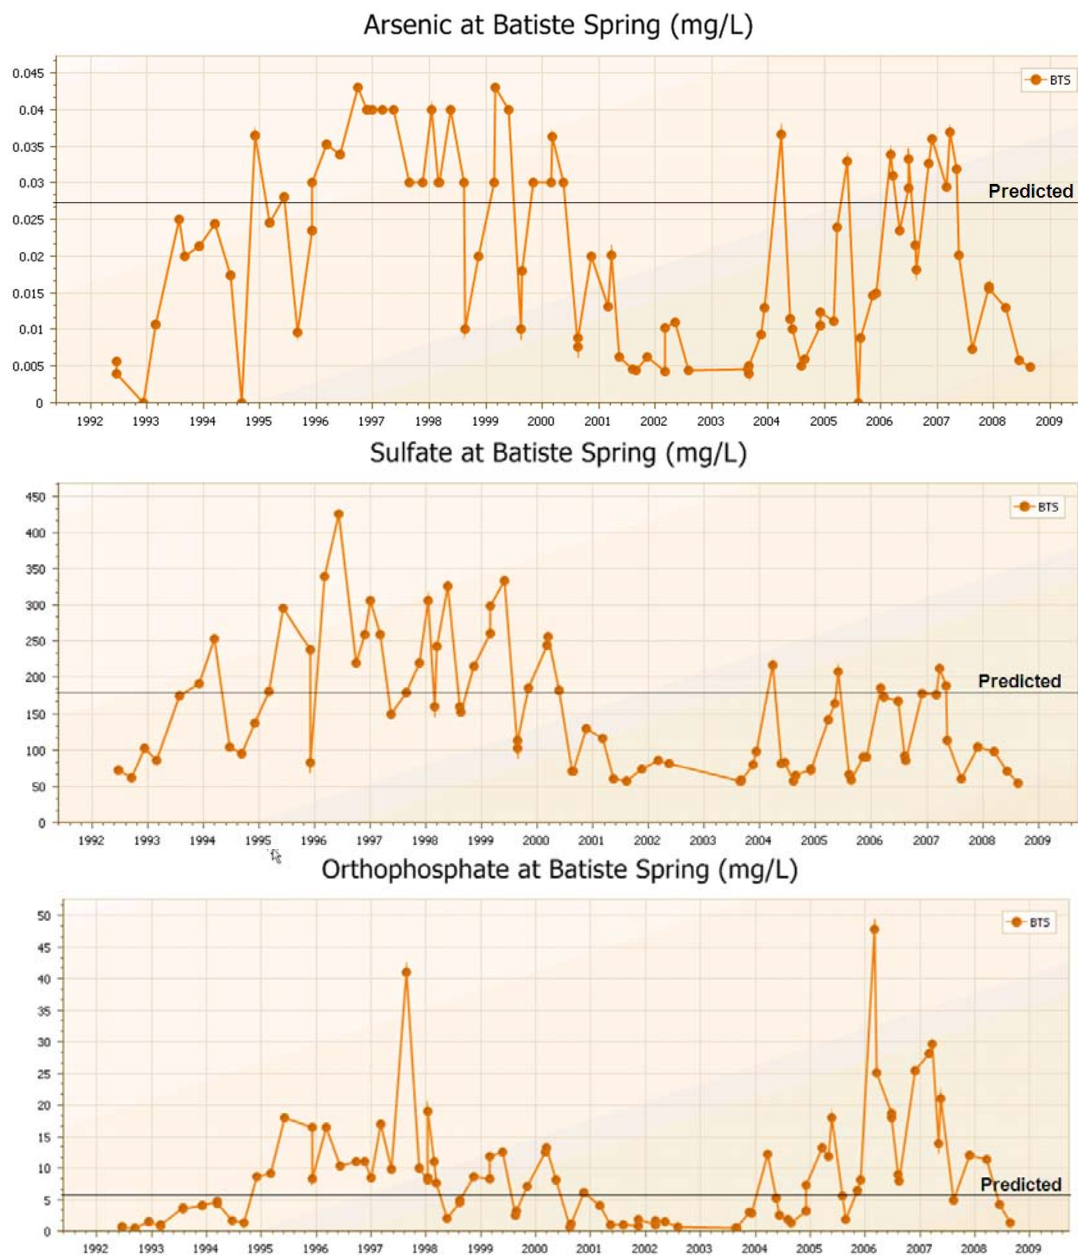 Arsenic at Batiste Spring (mg/L)
0.045
BTS
0.04
0.035
0.03
Predicted
0.025
0.02
0.015
0.01
0.005
0
1992 1993 1994 1995 1996 1997 1998 1999 2000 2001 2002 2003 2004 2005 2006 2007 2008 2009
Sulfate at Batiste Spring (mg/L)
450
BTS
400
350
300
250
200
Predicted
150
100
50
0
1992 1993 1994 1995 1996 1997 1998 1999 2000 2001 2002 2003 2004 2005 2006 2007 2008 2009
Orthophosphate at Batiste Spring (mg/L)
50
BTS
45
40
35
30
25
20
15
10
Predicted
5
0
1992 1993 1994 1995 1996 1997 1998 1999 2000 2001 2002 2003 2004 2005 2006 2007 2008 2009